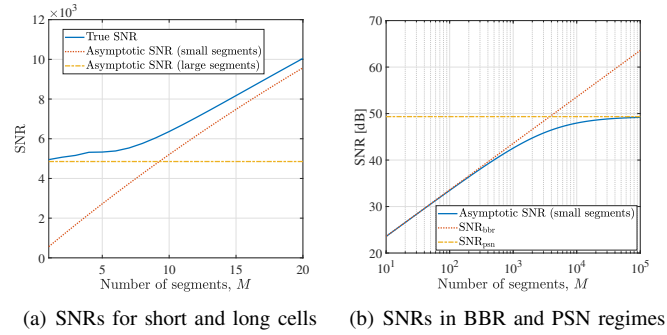 12 ×10³
True SNR
Asymptotic SNR (small segments)
Asymptotic SNR (large segments)
10
8
6
4
2
0
SNR
5 10 15 20
Number of segments, M
(a) SNRs for short and long cells
70
60
50
40
30
20
SNR [dB]
Asymptotic SNR (small segments)
SNR_bbr
SNR_psn
10¹ 10² 10³ 10⁴ 10⁵
Number of segments, M
(b) SNRs in BBR and PSN regimes